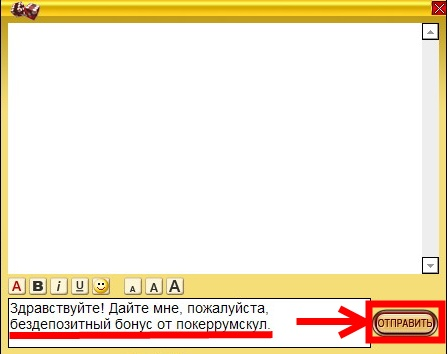 A B i U A A A
Здравствуйте! Дайте мне, пожалуйста,
бездепозитный бонус от покеррумскул.
ОТПРАВИТЬ